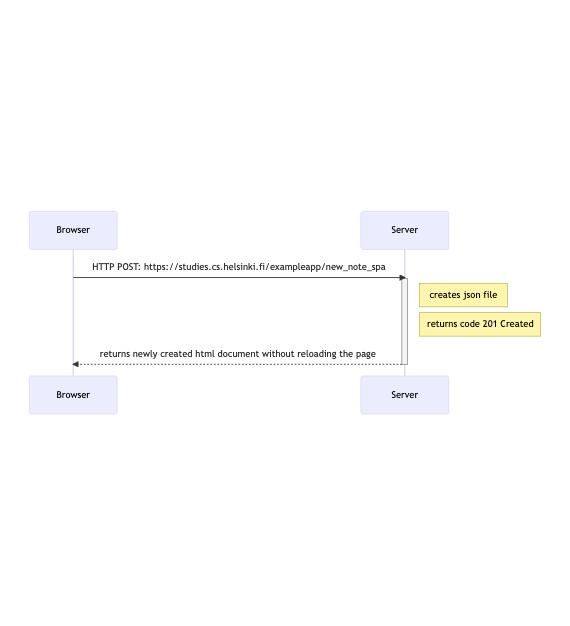 Browser
Server
HTTP POST: https://studies.cs.helsinki.fi/exampleapp/new_note_spa
creates json file
returns code 201 Created
returns newly created html document without reloading the page
Browser
Server